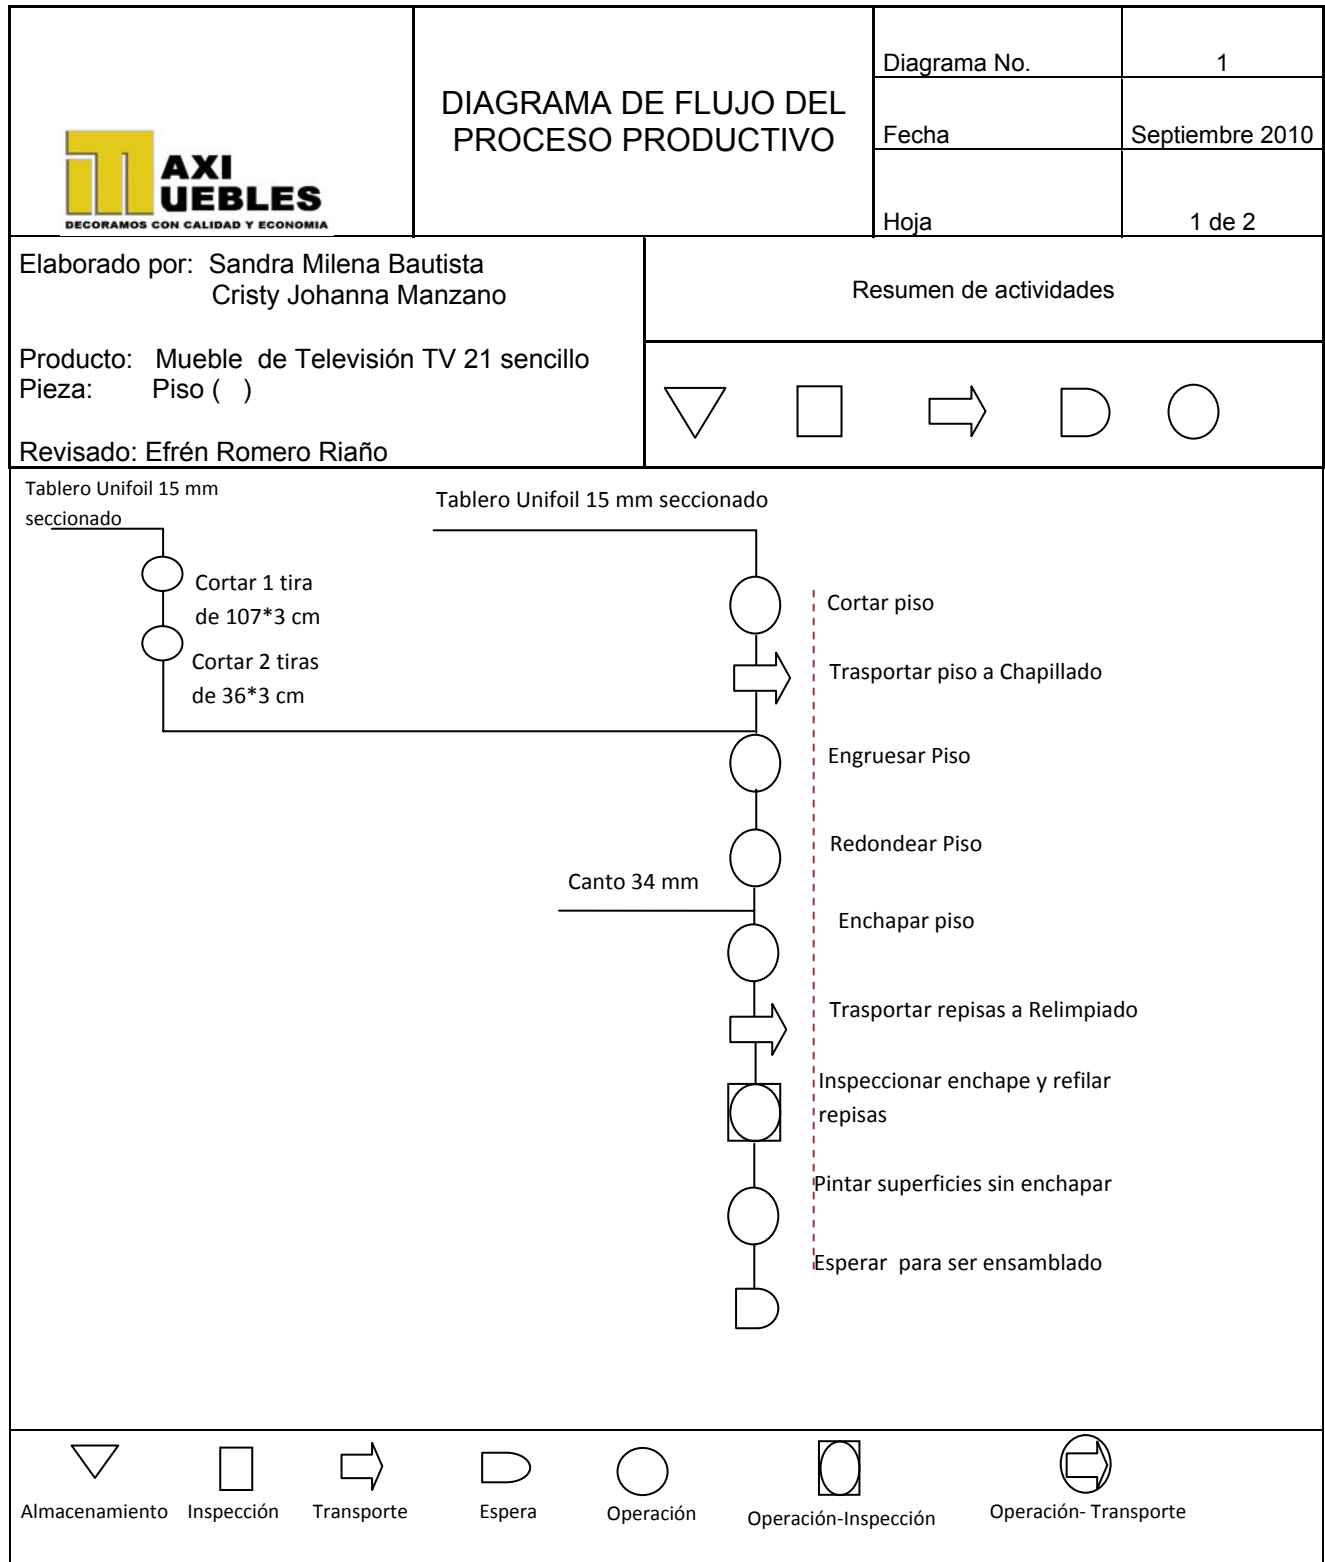 AXI
UEBLES
DECORAMOS CON CALIDAD Y ECONOMIA
DIAGRAMA DE FLUJO DEL
PROCESO PRODUCTIVO
Diagrama No. 1
Fecha Septiembre 2010
Hoja 1 de 2
Elaborado por: Sandra Milena Bautista
Cristy Johanna Manzano
Producto: Mueble de Televisión TV 21 sencillo
Pieza: Piso ( )
Revisado: Efrén Romero Riaño
Resumen de actividades
Tablero Unifoil 15 mm
seccionado
Cortar 1 tira
de 107*3 cm
Cortar 2 tiras
de 36*3 cm
Tablero Unifoil 15 mm seccionado
Cortar piso
Trasportar piso a Chapillado
Engruesar Piso
Redondear Piso
Canto 34 mm
Enchapar piso
Trasportar repisas a Relimpiado
Inspeccionar enchape y refilar
repisas
Pintar superficies sin enchapar
Esperar para ser ensamblado
Almacenamiento Inspección Transporte Espera Operación Operación-Inspección Operación- Transporte